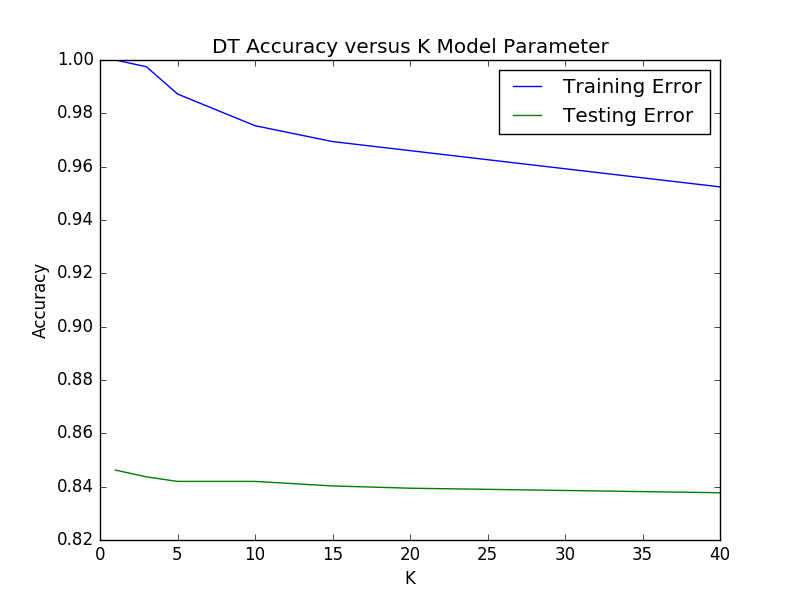 DT Accuracy versus K Model Parameter
1.00
0.98
0.96
0.94
0.92
0.90
0.88
0.86
0.84
0.82
Accuracy
Training Error
Testing Error
0 5 10 15 20 25 30 35 40
K